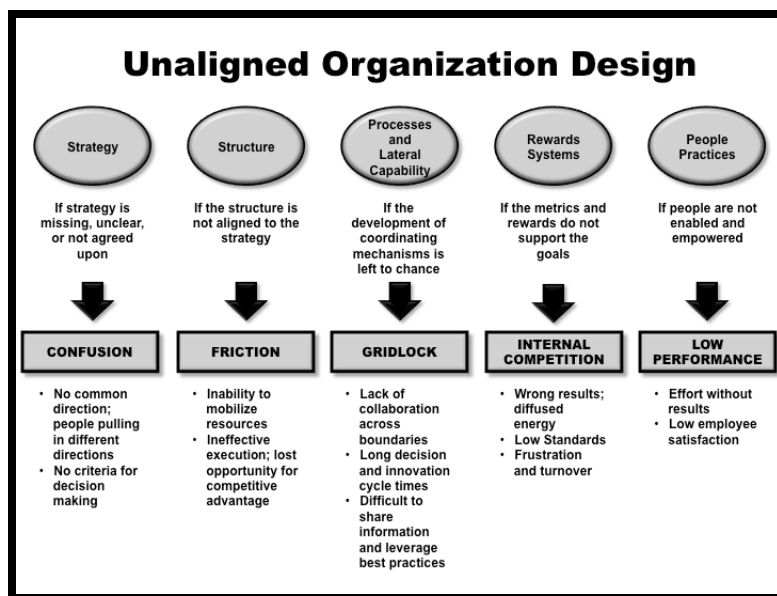 Unaligned Organization Design
Strategy
If strategy is
missing, unclear,
or not agreed
upon
CONFUSION
• No common
direction;
people pulling
in different
directions
• No criteria for
decision
making
Structure
If the structure is
not aligned to the
strategy
FRICTION
• Inability to
mobilize
resources
• Ineffective
execution; lost
opportunity for
competitive
advantage
Processes
and
Lateral
Capability
If the
development of
coordinating
mechanisms is
left to chance
GRIDLOCK
• Lack of
collaboration
across
boundaries
• Long decision
and innovation
cycle times
• Difficult to
share
information
and leverage
best practices
Rewards
Systems
If the metrics and
rewards do not
support the
goals
INTERNAL
COMPETITION
• Wrong results;
diffused
energy
• Low Standards
• Frustration
and turnover
People
Practices
If people are not
enabled and
empowered
LOW
PERFORMANCE
• Effort without
results
• Low employee
satisfaction